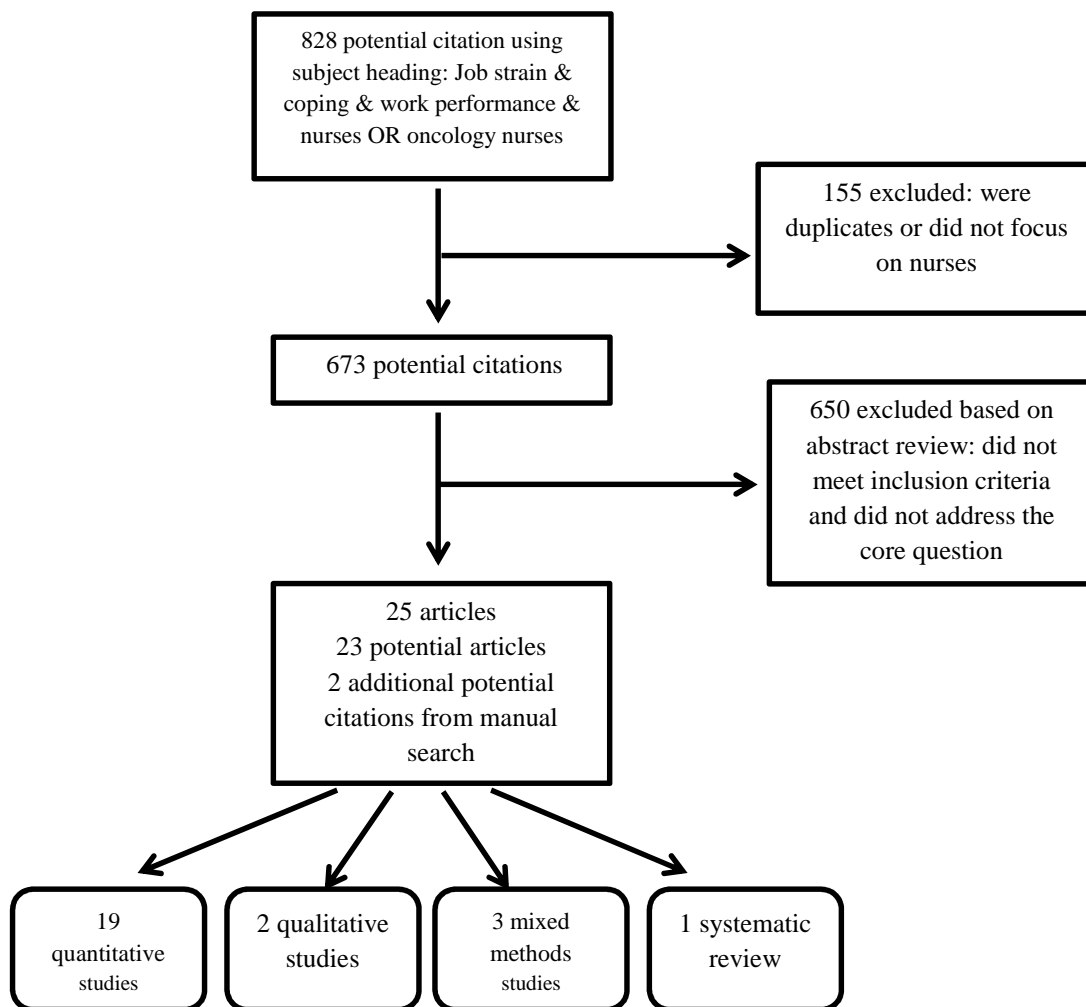 828 potential citation using
subject heading: Job strain &
coping & work performance &
nurses OR oncology nurses
155 excluded: were
duplicates or did not focus
on nurses
673 potential citations
650 excluded based on
abstract review: did not
meet inclusion criteria
and did not address the
core question
25 articles
23 potential articles
2 additional potential
citations from manual
search
19
quantitative
studies
2 qualitative
studies
3 mixed
methods
studies
1 systematic
review